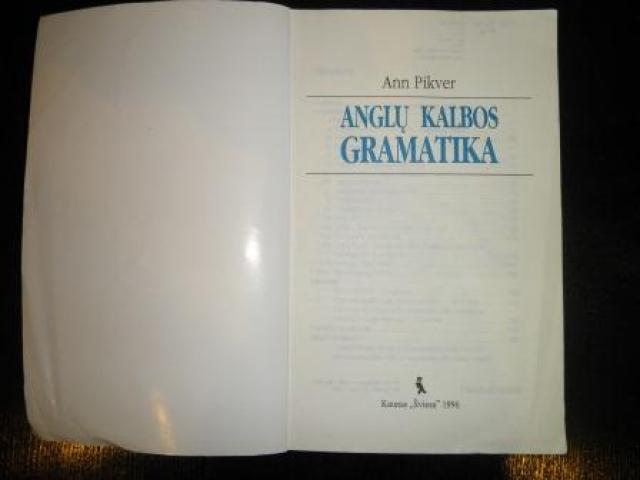 Ann Pikver
ANGLŲ KALBOS
GRAMATIKA
Kaunas „Šviesa” 1996